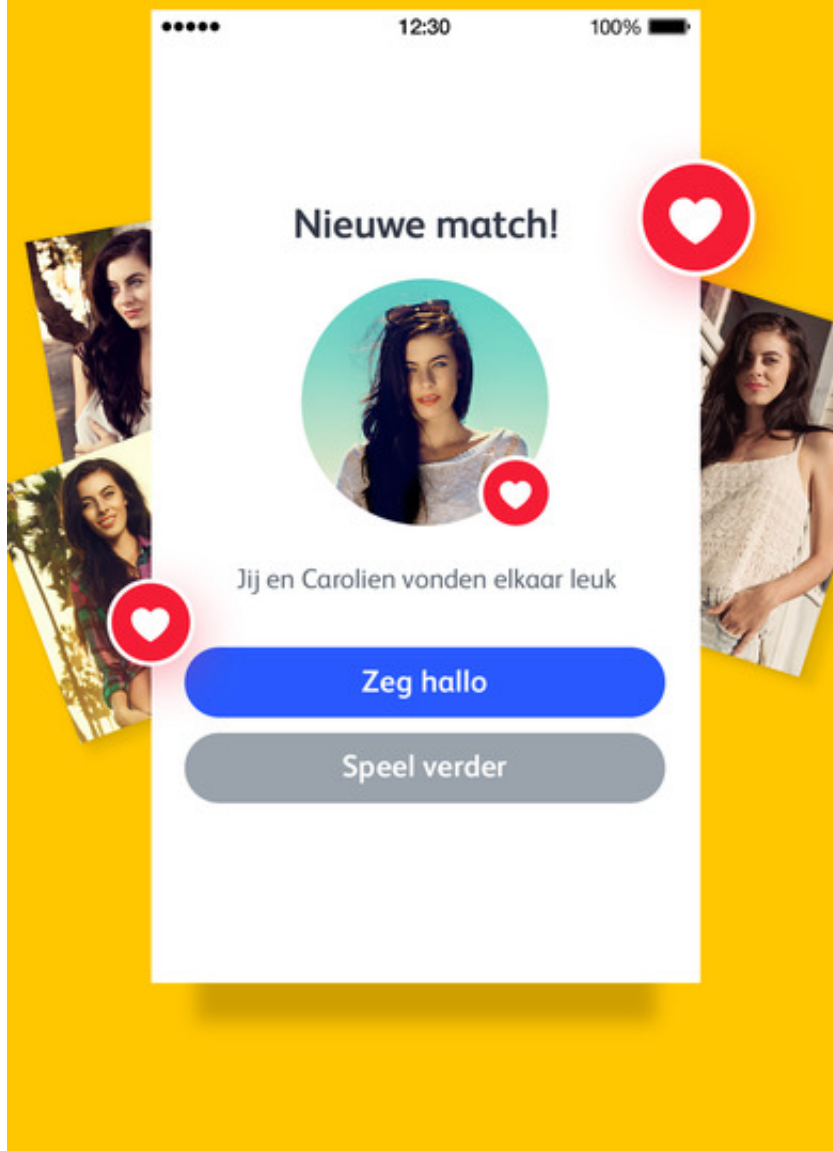 12:30 100%
Nieuwe match!
Jij en Carolien vonden elkaar leuk
Zeg hallo
Speel verder